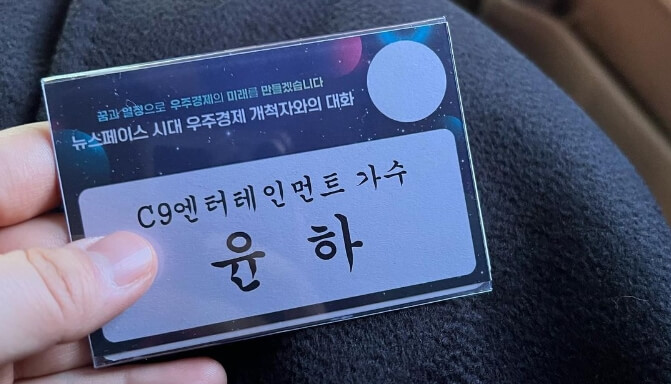 꿈과 열정으로 우주경제의 미래를 만들겠습니다
뉴스페이스 시대 우주경제 개척자와의 대화
C9엔터테인먼트 가수
윤 하